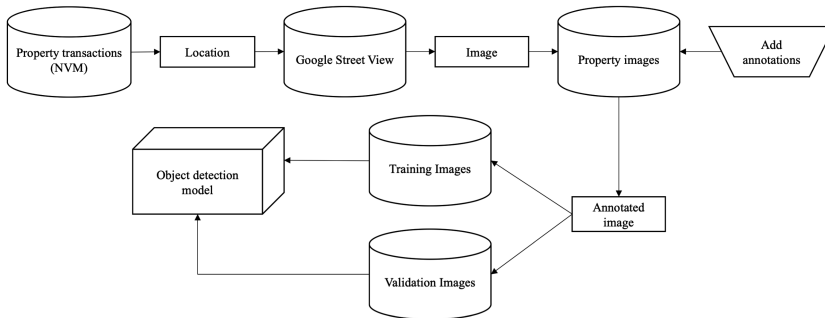 Property transactions
(NVM)
Location
Google Street View
Image
Property images
Add
annotations
Object detection
model
Training Images
Annotated
image
Validation Images